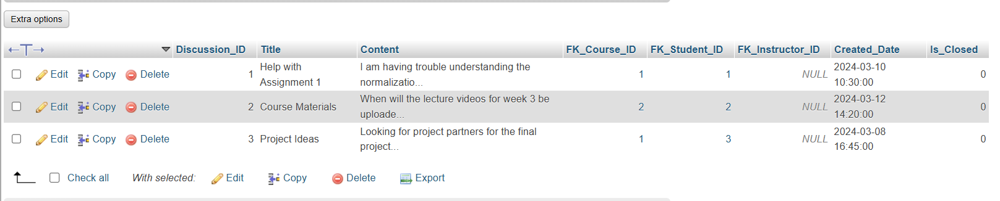 Extra options
Discussion_ID Title Content FK_Course_ID FK_Student_ID FK_Instructor_ID Created_Date Is_Closed
Edit Copy Delete 1 Help with Assignment 1 I am having trouble understanding the normalizatio... 1 1 NULL 2024-03-10 10:30:00 0
Edit Copy Delete 2 Course Materials When will the lecture videos for week 3 be uploade... 2 2 NULL 2024-03-12 14:20:00 0
Edit Copy Delete 3 Project Ideas Looking for project partners for the final project... 1 3 NULL 2024-03-08 16:45:00 0
Check all With selected: Edit Copy Delete Export